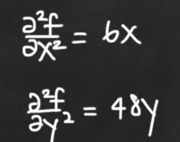 ∂²f/∂x² = 6x
∂²f/∂y² = 48y